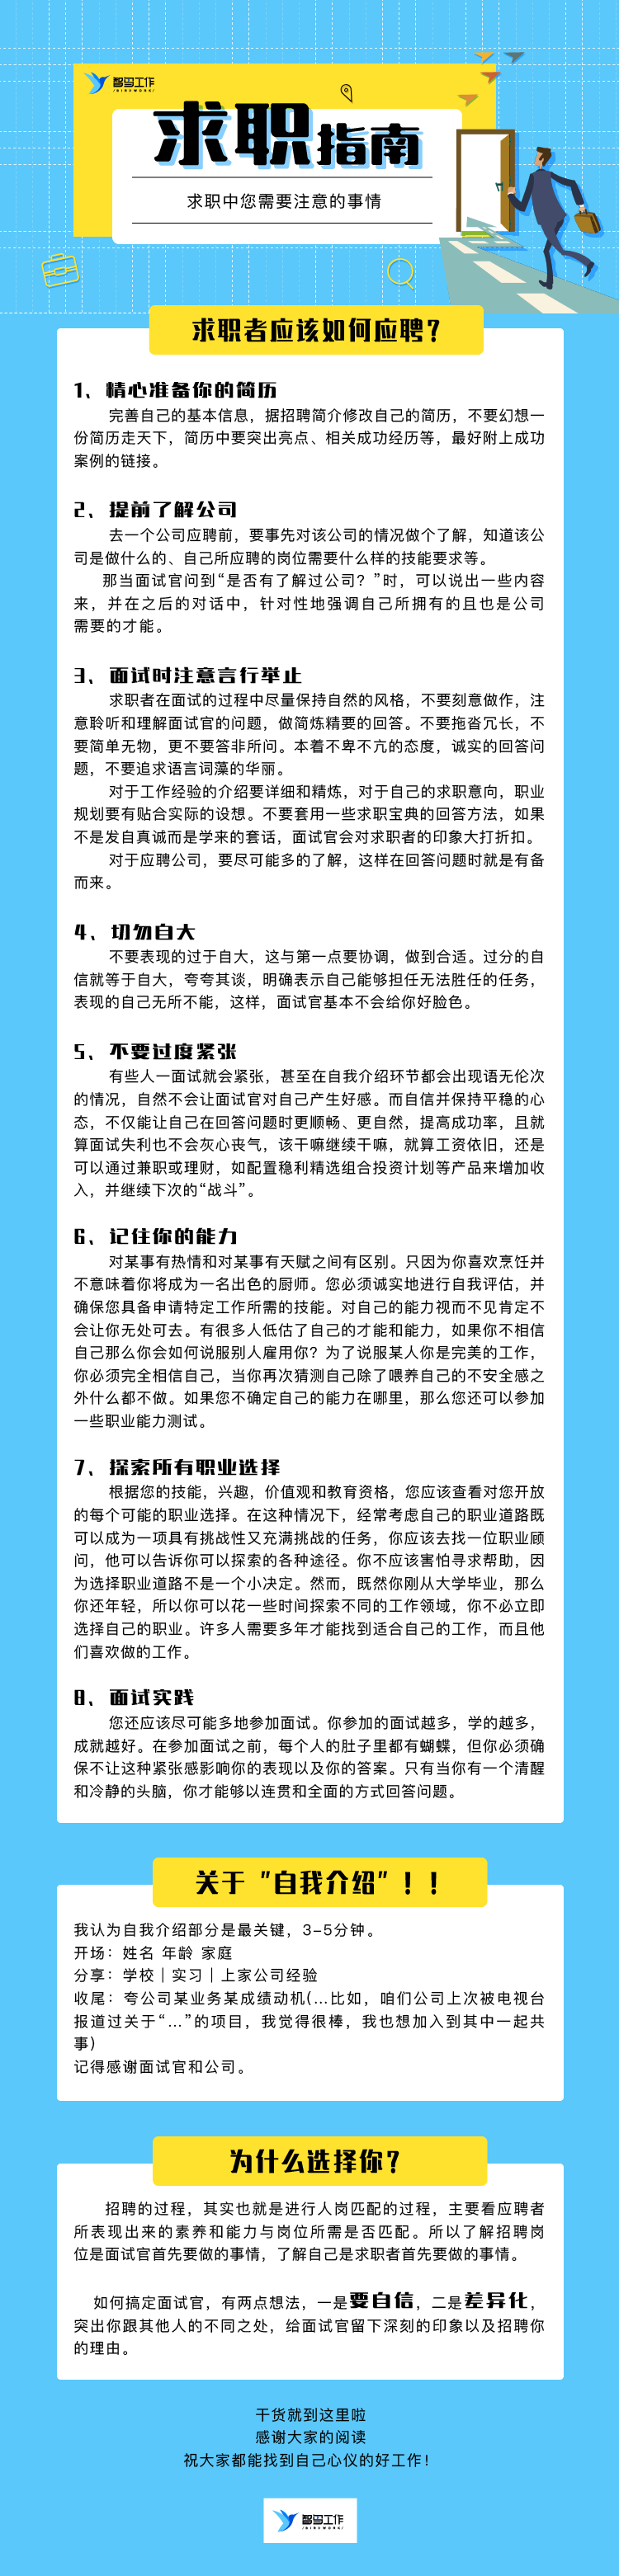 智马工作
求职指南
求职中您需要注意的事情
求职者应该如何应聘?
1、精心准备你的简历
完善自己的基本信息，据招聘简介修改自己的简历，不要幻想一
份简历走天下，简历中要突出亮点、相关成功经历等，最好附上成功
案例的链接。
2、提前了解公司
去一个公司应聘前，要事先对该公司的情况做个了解，知道该公
司是做什么的、自己所应聘的岗位需要什么样的技能要求等。
那当面试官问到“是否有了解过公司？”时，可以说出一些内容
来，并在之后的对话中，针对性地强调自己所拥有的且也是公司
需要的才能。
3、面试时注意言行举止
求职者在面试的过程中尽量保持自然的风格，不要刻意做作，注
意聆听和理解面试官的问题，做简炼精要的回答。不要拖沓冗长，不
要简单无物，更不要答非所问。本着不卑不亢的态度，诚实的回答问
题，不要追求语言词藻的华丽。
对于工作经验的介绍要详细和精炼，对于自己的求职意向，职业
规划要有贴合实际的设想。不要套用一些求职宝典的回答方法，如果
不是发自真诚而是学来的套话，面试官会对求职者的印象大打折扣。
对于应聘公司，要尽可能多的了解，这样在回答问题时就是有备
而来。
4、切勿自大
不要表现的过于自大，这与第一点要协调，做到合适。过分的自
信就等于自大，夸夸其谈，明确表示自己能够担任无法胜任的任务，
表现的自己无所不能，这样，面试官基本不会给你好脸色。
5、不要过度紧张
有些人一面试就会紧张，甚至在自我介绍环节都会出现语无伦次
的情况，自然不会让面试官对自己产生好感。而自信并保持平稳的心
态，不仅能让自己在回答问题时更顺畅、更自然，提高成功率，且就
算面试失利也不会灰心丧气，该干嘛继续干嘛，就算工资依旧，还是
可以通过兼职或理财，如配置稳利精选组合投资计划等产品来增加收
入，并继续下次的“战斗”。
6、记住你的能力
对某事有热情和对某事有天赋之间有区别。只因为你喜欢烹饪并
不意味着你将成为一名出色的厨师。您必须诚实地进行自我评估，并
确保您具备申请特定工作所需的技能。对自己的能力视而不见肯定不
会让你无处可去。有很多人低估了自己的才能和能力，如果你不相信
自己那么你会如何说服别人雇用你？为了说服某人你是完美的工作，
你必须完全相信自己，当你再次猜测自己除了喂养自己的不安全感之
外什么都不做。如果您不确定自己的能力在哪里，那么您还可以参加
一些职业能力测试。
7、探索所有职业选择
根据您的技能，兴趣，价值观和教育资格，您应该查看对您开放
的每个可能的职业选择。在这种情况下，经常考虑自己的职业道路既
可以成为一项具有挑战性又充满挑战的任务，你应该去找一位职业顾
问，他可以告诉你可以探索的各种途径。你不应该害怕寻求帮助，因
为选择职业道路不是一个小决定。然而，既然你刚从大学毕业，那么
你还年轻，所以你可以花一些时间探索不同的工作领域，你不必立即
选择自己的职业。许多人需要多年才能找到适合自己的工作，而且他
们喜欢做的工作。
8、面试实践
您还应该尽可能多地参加面试。你参加的面试越多，学的越多，
成就越好。在参加面试之前，每个人的肚子里都有蝴蝶，但你必须确
保不让这种紧张感影响你的表现以及你的答案。只有当你有一个清醒
和冷静的头脑，你才能够以连贯和全面的方式回答问题。
关于 "自我介绍" ！！
我认为自我介绍部分是最关键，3-5分钟。
开场：姓名 年龄 家庭
分享：学校｜实习｜上家公司经验
收尾：夸公司某业务某成绩动机(...比如，咱们公司上次被电视台
报道过关于“...”的项目，我觉得很棒，我也想加入到其中一起共
事)
记得感谢面试官和公司。
为什么选择你?
招聘的过程，其实也就是进行人岗匹配的过程，主要看应聘者
所表现出来的素养和能力与岗位所需是否匹配。所以了解招聘岗
位是面试官首先要做的事情，了解自己是求职者首先要做的事情。
如何搞定面试官，有两点想法，一是要自信，二是差异化，
突出你跟其他人的不同之处，给面试官留下深刻的印象以及招聘你
的理由。
干货就到这里啦
感谢大家的阅读
祝大家都能找到自己心仪的好工作！
智马工作